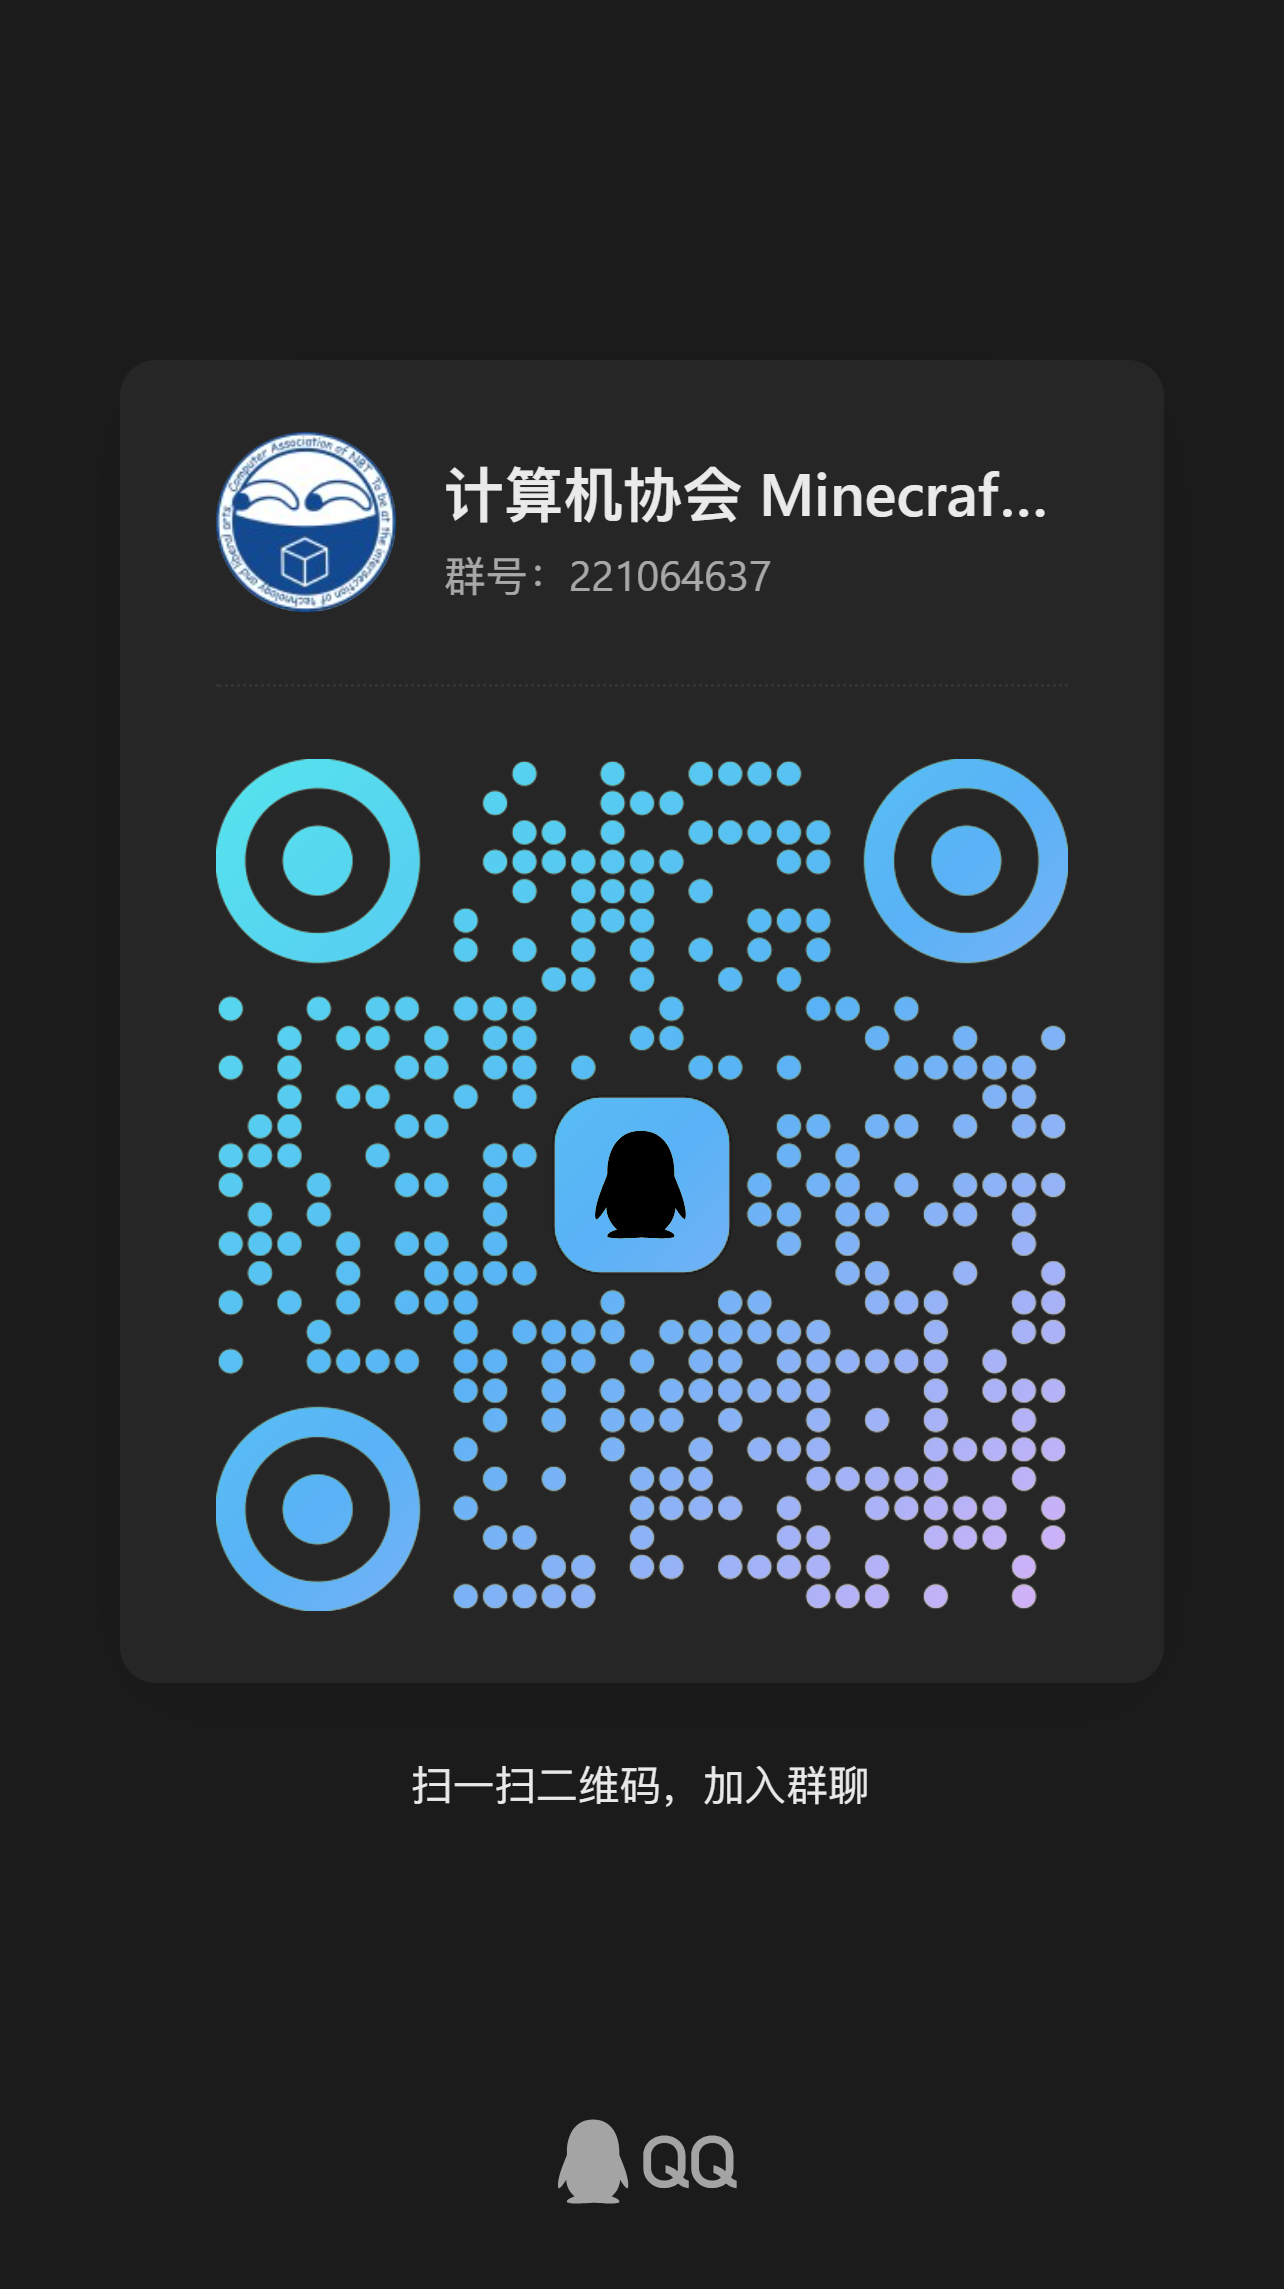 Computer Association of NBT To be at the intersection of technology and liberal arts
计算机协会 Minecraf...
群号：221064637
扫一扫二维码，加入群聊
QQ